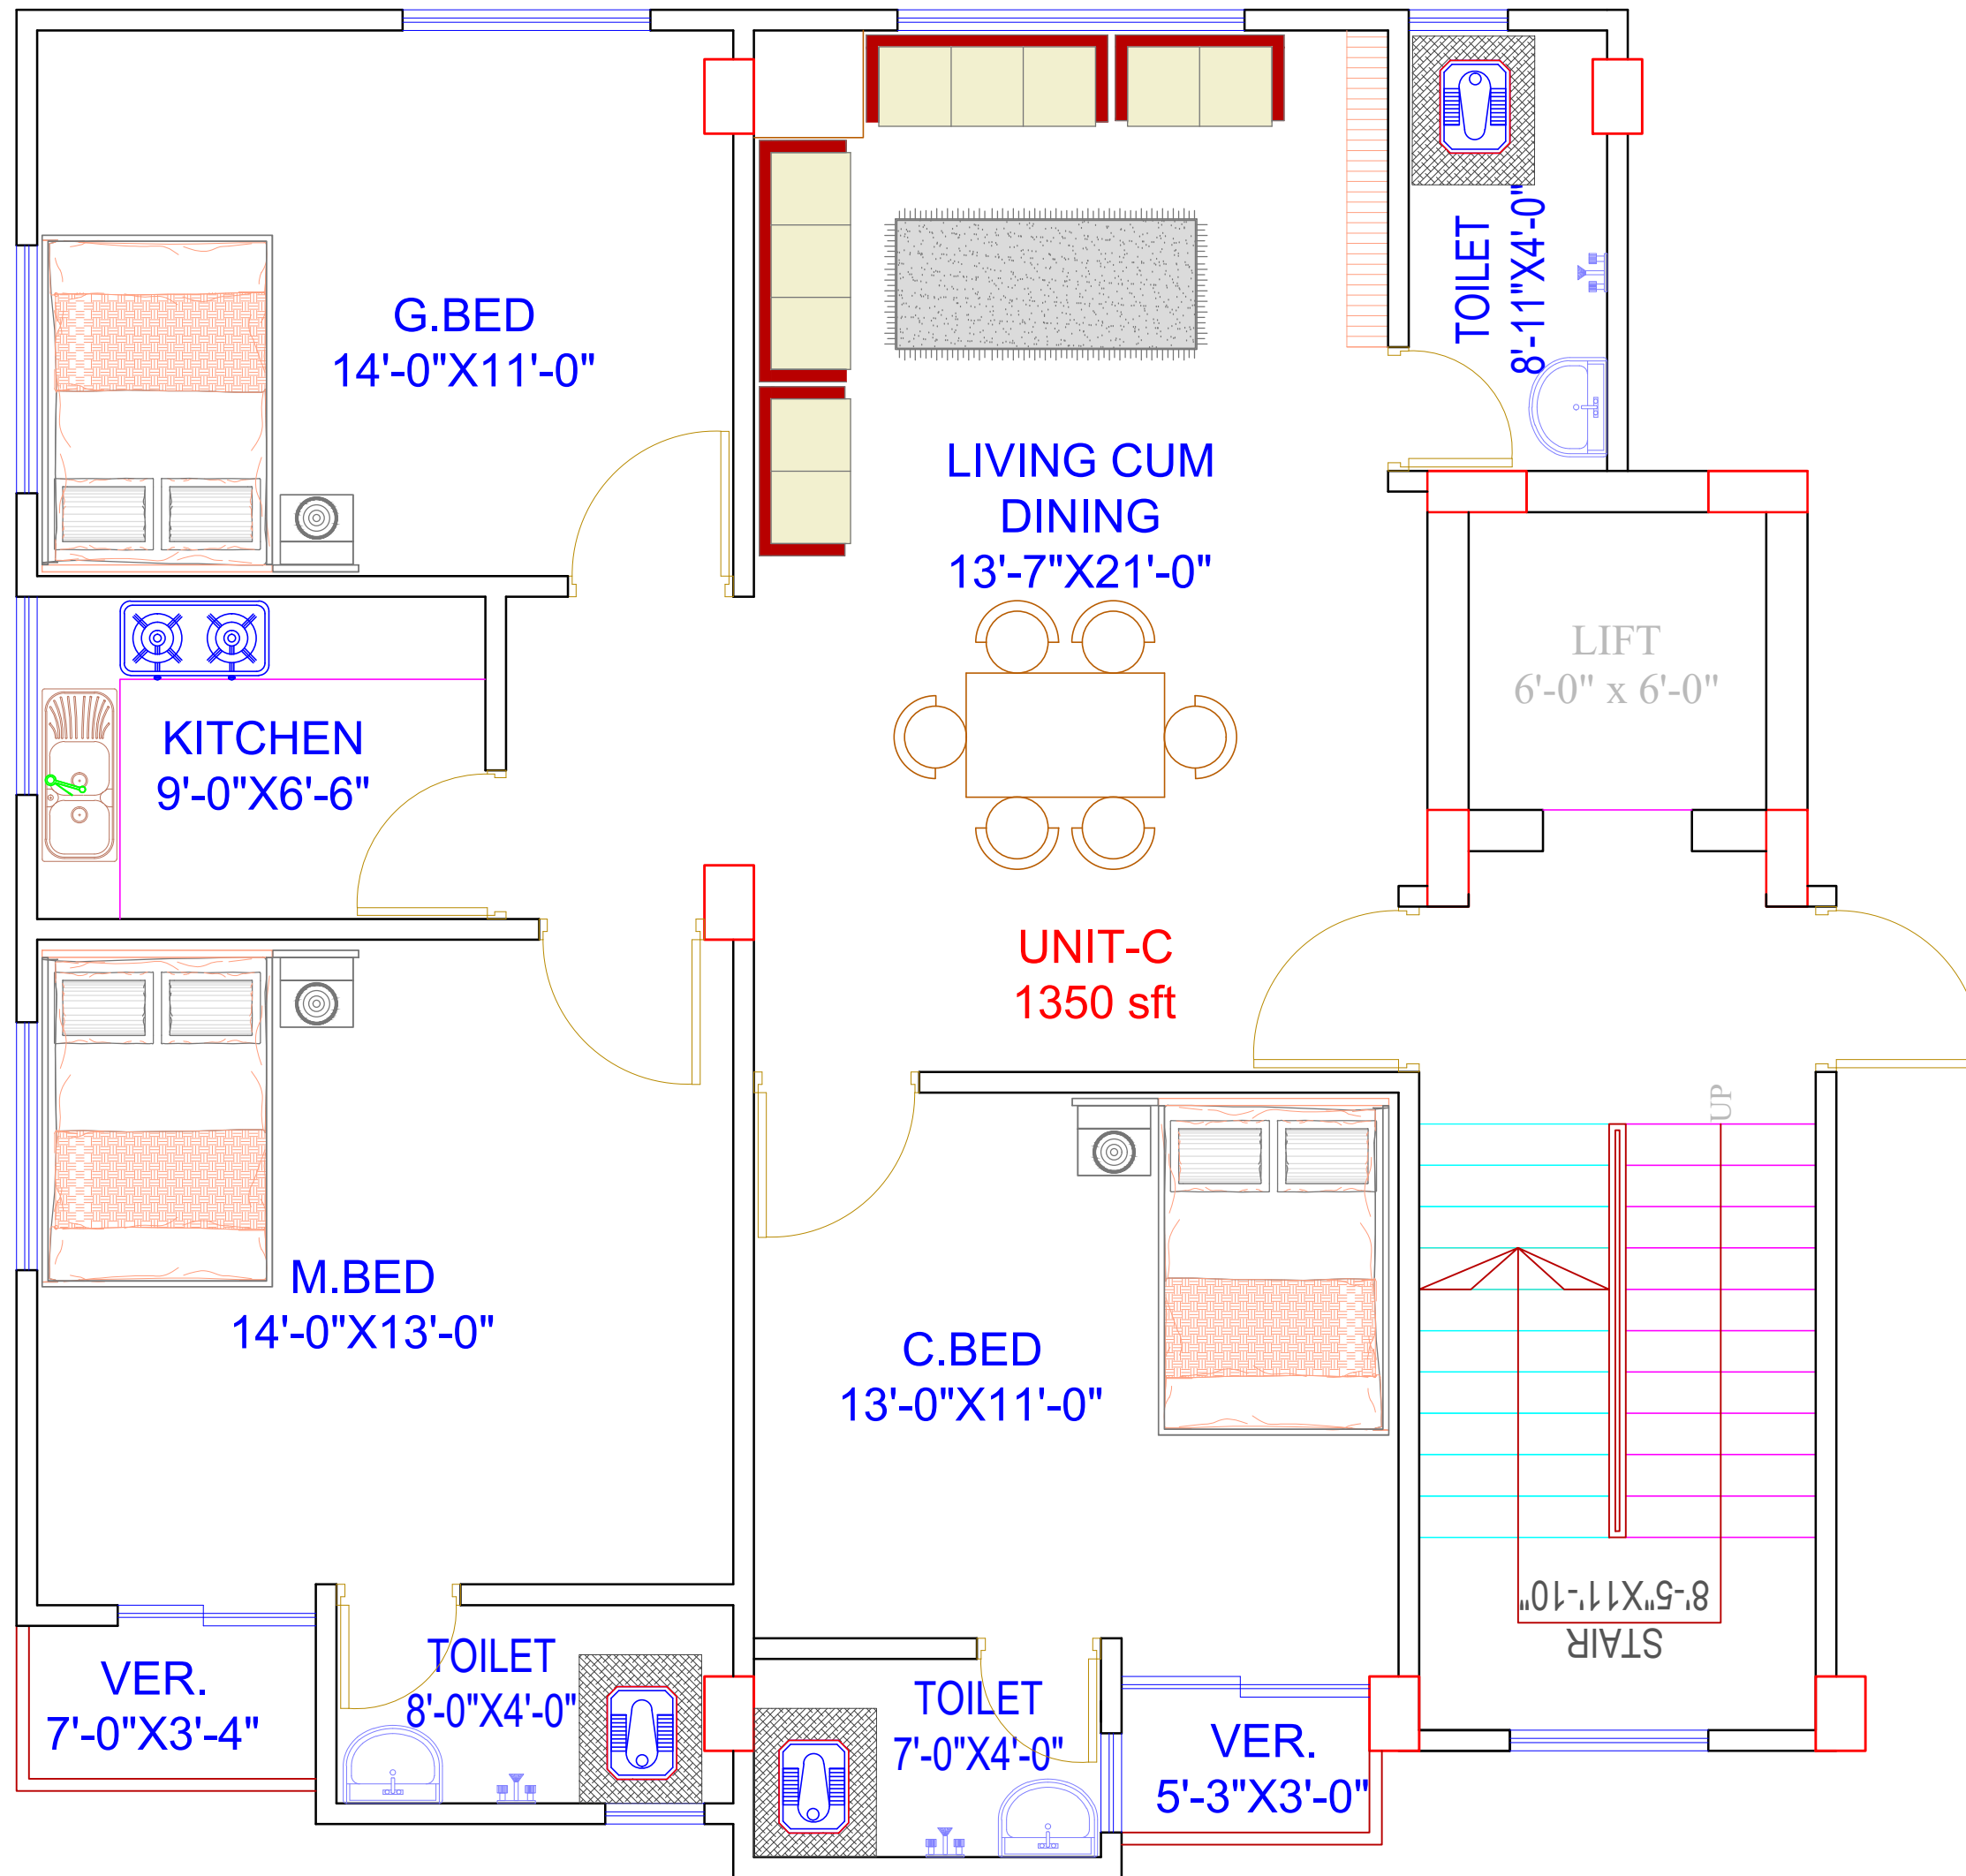 G.BED
14'-0"X11'-0"
TOILET
8'-11"X4'-0"
LIVING CUM
DINING
13'-7"X21'-0"
LIFT
6'-0" x 6'-0"
KITCHEN
9'-0"X6'-6"
UNIT-C
1350 sft
UP
M.BED
14'-0"X13'-0"
C.BED
13'-0"X11'-0"
STAIR
8'-5"X11'-10"
VER.
7'-0"X3'-4"
TOILET
8'-0"X4'-0"
TOILET
7'-0"X4'-0"
VER.
5'-3"X3'-0"